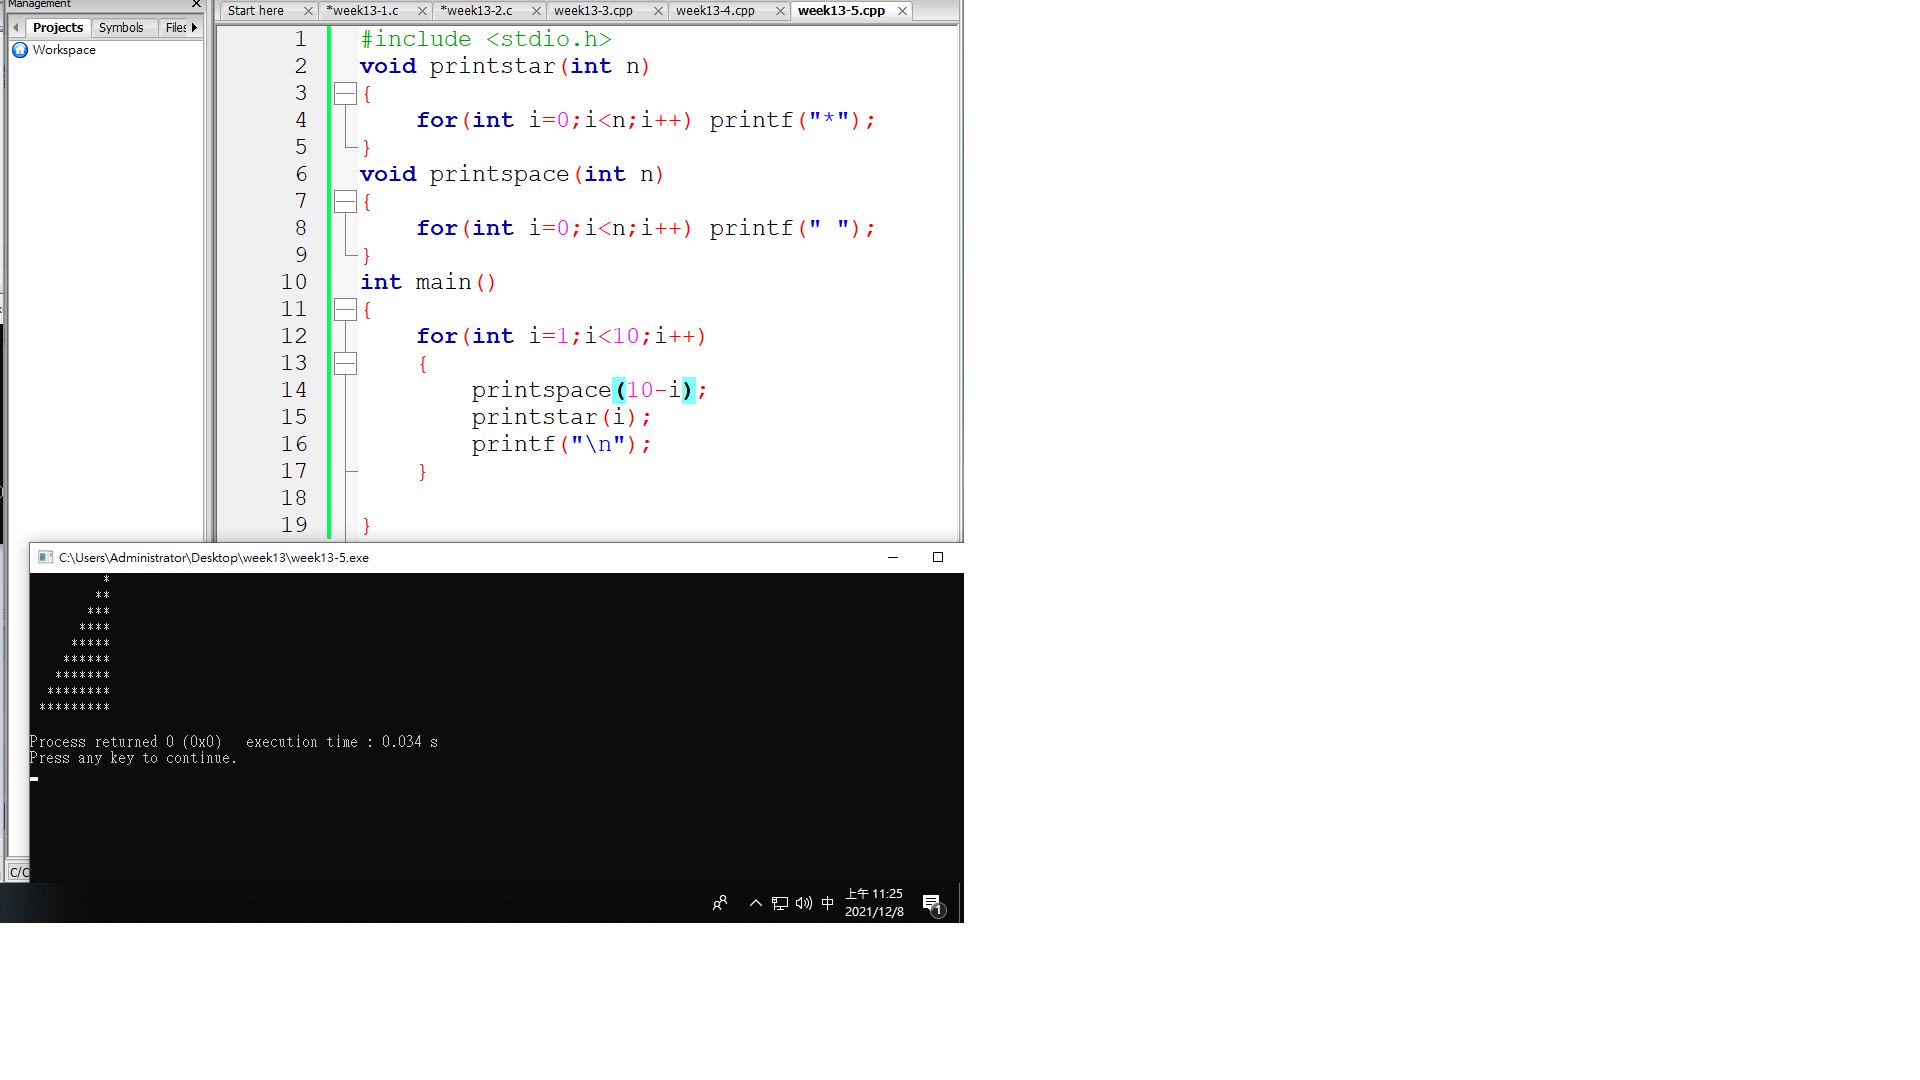 Management
Projects Symbols Files
Workspace
Start here *week13-1.c *week13-2.c week13-3.cpp week13-4.cpp week13-5.cpp
1 #include <stdio.h>
2 void printstar(int n)
3 {
4     for(int i=0;i<n;i++) printf("*");
5 }
6 void printspace(int n)
7 {
8     for(int i=0;i<n;i++) printf(" ");
9 }
10 int main()
11 {
12     for(int i=1;i<10;i++)
13     {
14         printspace(10-i);
15         printstar(i);
16         printf("\n");
17     }
18
19 }
C:\Users\Administrator\Desktop\week13\week13-5.exe
         *
        **
       ***
      ****
     *****
    ******
   *******
  ********
 *********
Process returned 0 (0x0)   execution time : 0.034 s
Press any key to continue.
C/C
中
上午 11:25
2021/12/8
1